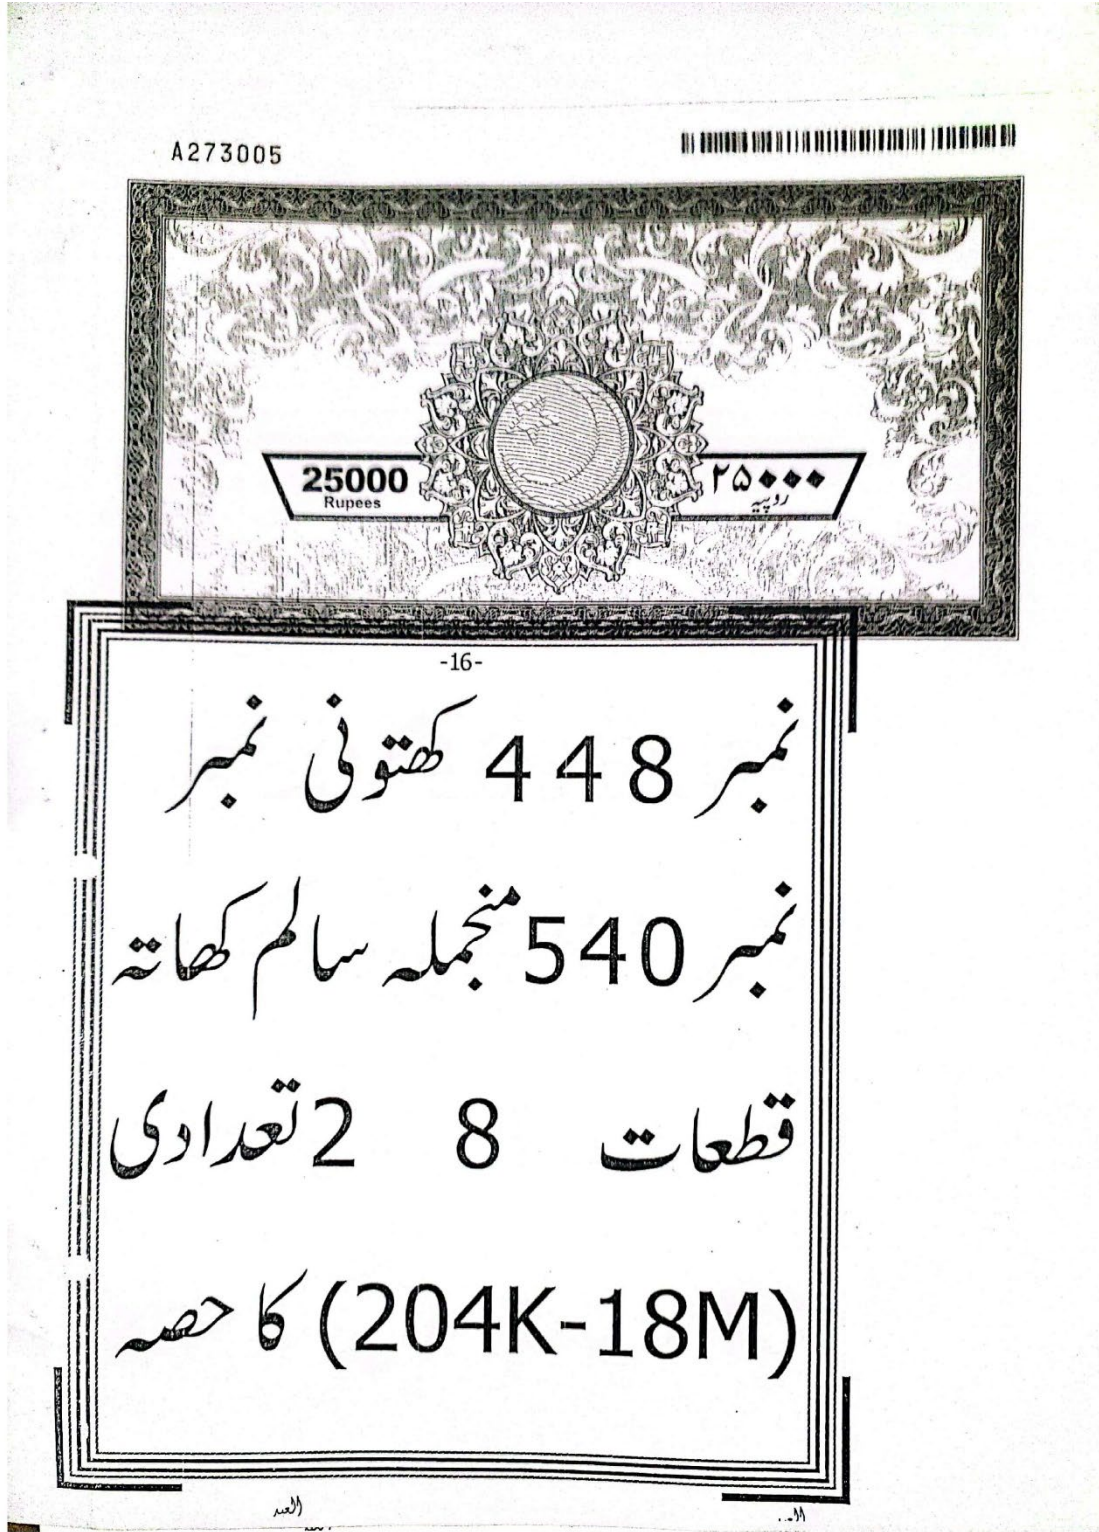 A273005
25000
Rupees
۲۵۰۰۰
روپیہ
-16-
نمبر 448 کھتونی نمبر
نمبر 540 منجملہ سالم کھاتہ
قطعات 8 2 تعدادی
(204K-18M) کا حصہ
العبد